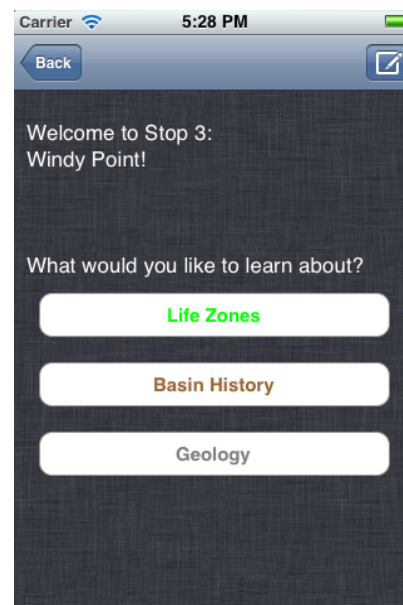 Carrier 5:28 PM
Back
Welcome to Stop 3:
Windy Point!
What would you like to learn about?
Life Zones
Basin History
Geology